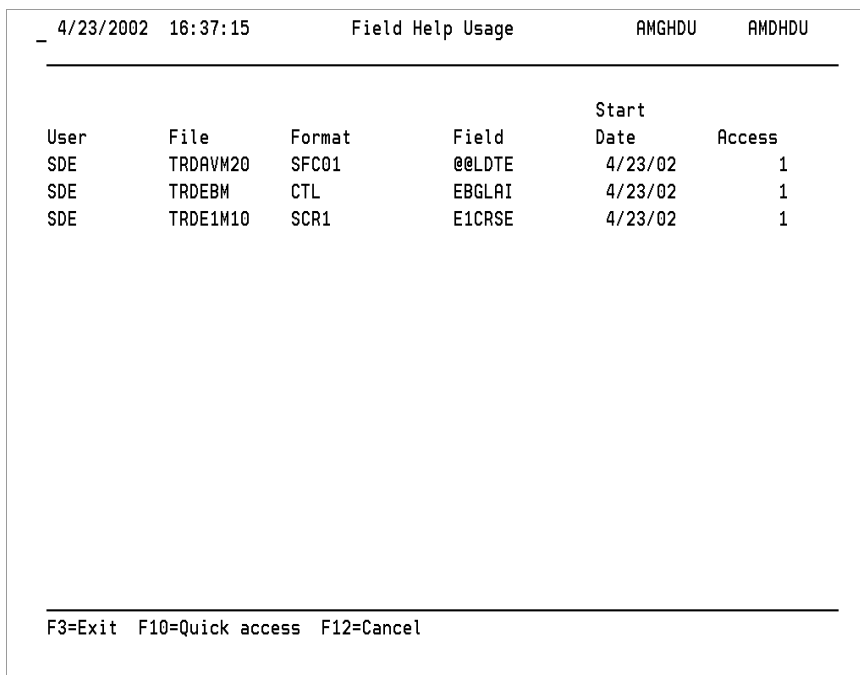 _ 4/23/2002 16:37:15 Field Help Usage AMGHDU AMDHDU
Start
User File Format Field Date Access
SDE TRDAVM20 SFC01 @@LDTE 4/23/02 1
SDE TRDEBM CTL EBGLAI 4/23/02 1
SDE TRDE1M10 SCR1 E1CRSE 4/23/02 1
F3=Exit F10=Quick access F12=Cancel